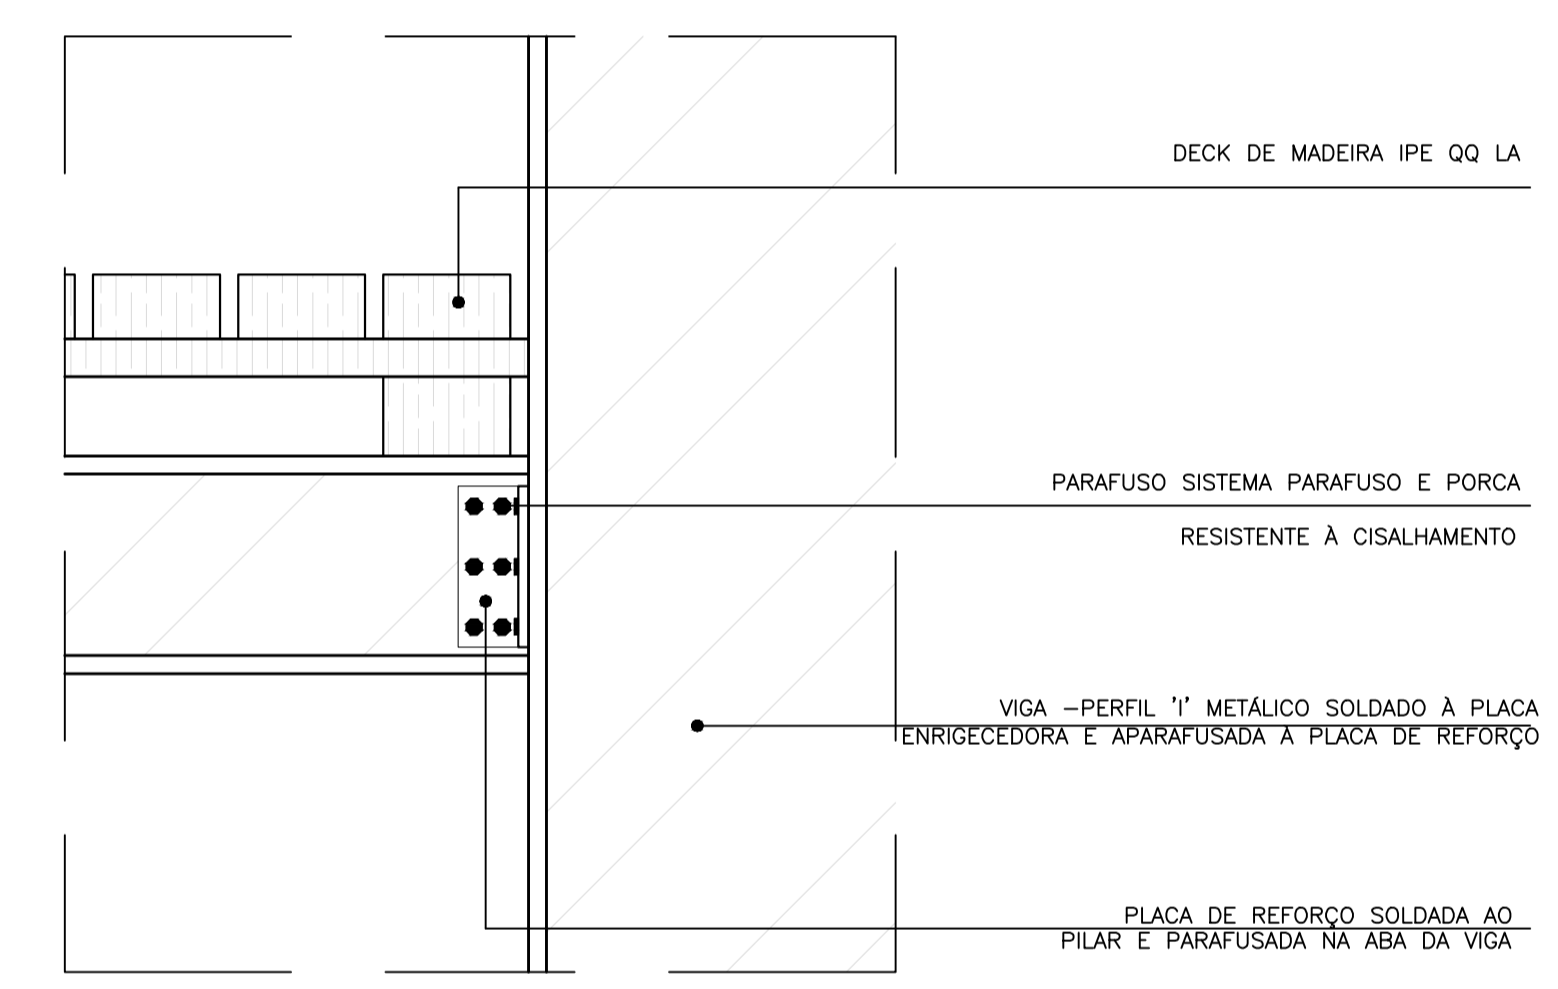 DECK DE MADEIRA IPE QQ LA
PARAFUSO SISTEMA PARAFUSO E PORCA
RESISTENTE À CISALHAMENTO
VIGA –PERFIL 'I' METÁLICO SOLDADO À PLACA
ENRIGECEDORA E APARAFUSADA À PLACA DE REFORÇO
PLACA DE REFORÇO SOLDADA AO
PILAR E PARAFUSADA NA ABA DA VIGA